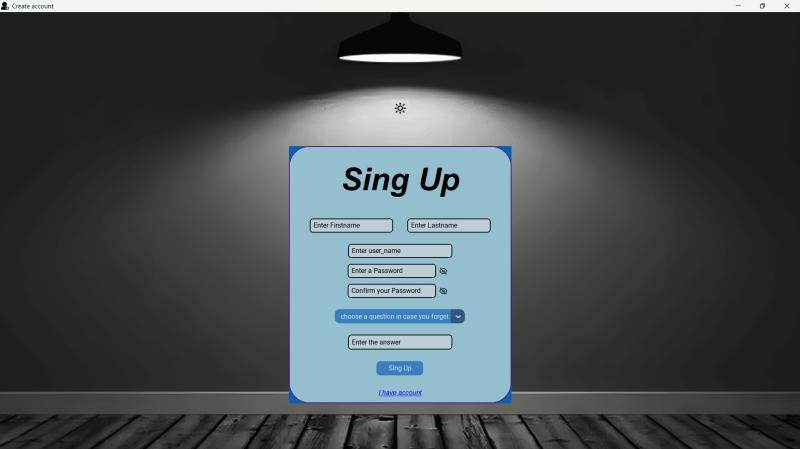 Create account
Sing Up
Enter Firstname
Enter Lastname
Enter user_name
Enter a Password
Confirm your Password
choose a question in case you forget
Enter the answer
Sing Up
I have account